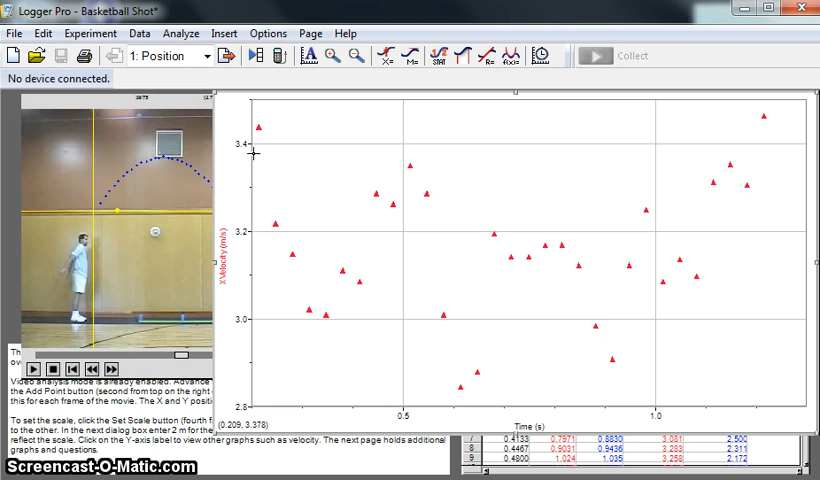 Logger Pro - Basketball Shot*
File Edit Experiment Data Analyze Insert Options Page Help
1: Position
Collect
No device connected.
3.4
3.2
3.0
2.8
X Velocity (m/s)
0.5 1.0
(0.209, 3.378) Time (s)
Video analysis mode is already enabled. Advance
the Add Point button (second from top on the right
this for each frame of the movie. The X and Y positi
To set the scale, click the Set Scale button (fourth f
to the other. In the next dialog box enter 2 m for the
reflect the scale. Click on the Y-axis label to view other graphs such as velocity. The next page holds additional
graphs and questions.
7 0.4133 0.7971 0.8830 3.081 2.500
8 0.4467 0.9031 0.9436 3.283 2.311
9 0.4800 1.024 1.035 3.258 2.172
Screencast-O-Matic.com